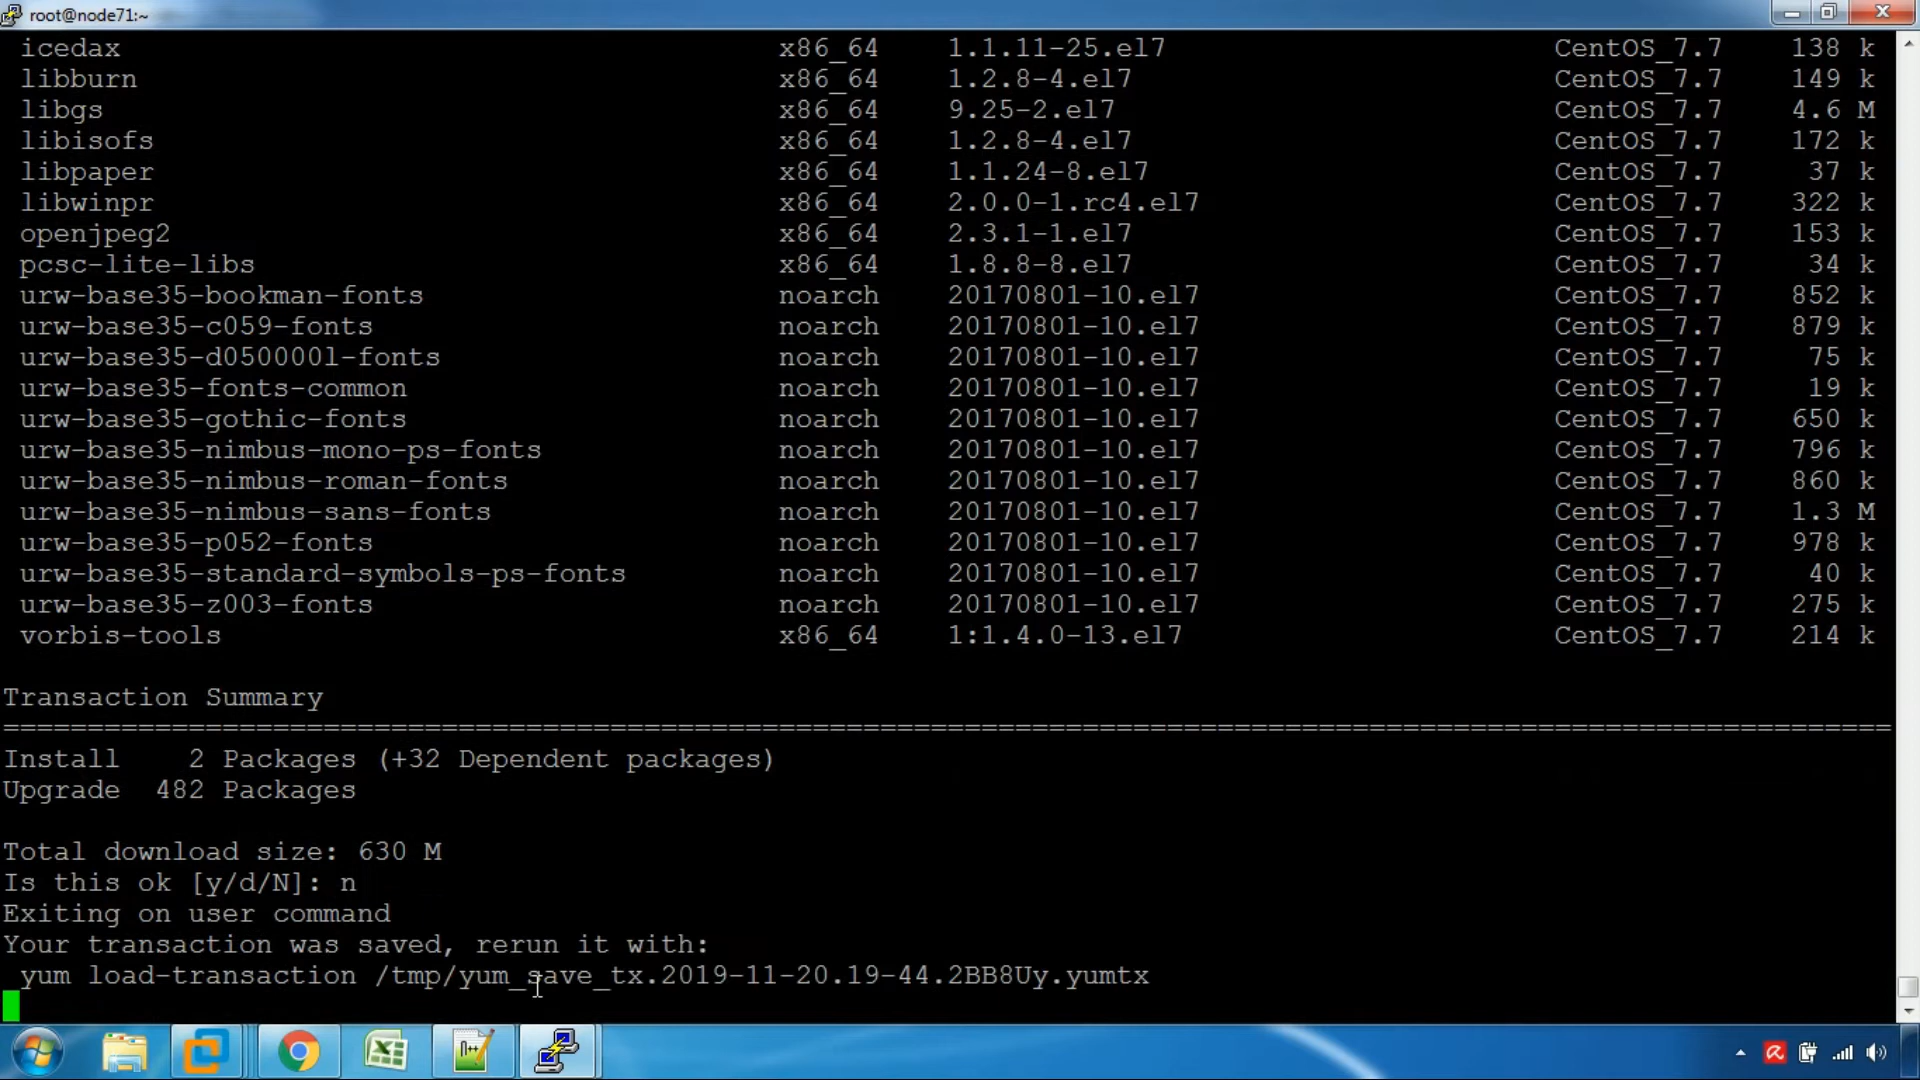 root@node71:~
icedax x86_64 1.1.11-25.el7 CentOS_7.7 138 k
libburn x86_64 1.2.8-4.el7 CentOS_7.7 149 k
libgs x86_64 9.25-2.el7 CentOS_7.7 4.6 M
libisofs x86_64 1.2.8-4.el7 CentOS_7.7 172 k
libpaper x86_64 1.1.24-8.el7 CentOS_7.7 37 k
libwinpr x86_64 2.0.0-1.rc4.el7 CentOS_7.7 322 k
openjpeg2 x86_64 2.3.1-1.el7 CentOS_7.7 153 k
pcsc-lite-libs x86_64 1.8.8-8.el7 CentOS_7.7 34 k
urw-base35-bookman-fonts noarch 20170801-10.el7 CentOS_7.7 852 k
urw-base35-c059-fonts noarch 20170801-10.el7 CentOS_7.7 879 k
urw-base35-d050000l-fonts noarch 20170801-10.el7 CentOS_7.7 75 k
urw-base35-fonts-common noarch 20170801-10.el7 CentOS_7.7 19 k
urw-base35-gothic-fonts noarch 20170801-10.el7 CentOS_7.7 650 k
urw-base35-nimbus-mono-ps-fonts noarch 20170801-10.el7 CentOS_7.7 796 k
urw-base35-nimbus-roman-fonts noarch 20170801-10.el7 CentOS_7.7 860 k
urw-base35-nimbus-sans-fonts noarch 20170801-10.el7 CentOS_7.7 1.3 M
urw-base35-p052-fonts noarch 20170801-10.el7 CentOS_7.7 978 k
urw-base35-standard-symbols-ps-fonts noarch 20170801-10.el7 CentOS_7.7 40 k
urw-base35-z003-fonts noarch 20170801-10.el7 CentOS_7.7 275 k
vorbis-tools x86_64 1:1.4.0-13.el7 CentOS_7.7 214 k
Transaction Summary
================================================================================================================
Install 2 Packages (+32 Dependent packages)
Upgrade 482 Packages
Total download size: 630 M
Is this ok [y/d/N]: n
Exiting on user command
Your transaction was saved, rerun it with:
yum load-transaction /tmp/yum_save_tx.2019-11-20.19-44.2BB8Uy.yumtx